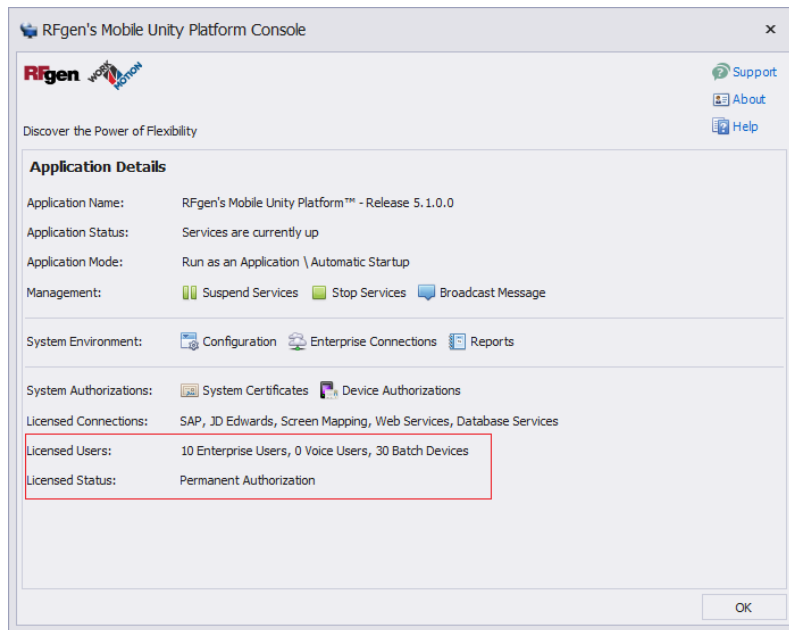 RFgen's Mobile Unity Platform Console
RFgen WORK MOTION
Support
About
Help
Discover the Power of Flexibility
Application Details
Application Name: RFgen's Mobile Unity Platform™ - Release 5.1.0.0
Application Status: Services are currently up
Application Mode: Run as an Application \ Automatic Startup
Management: Suspend Services Stop Services Broadcast Message
System Environment: Configuration Enterprise Connections Reports
System Authorizations: System Certificates Device Authorizations
Licensed Connections: SAP, JD Edwards, Screen Mapping, Web Services, Database Services
Licensed Users: 10 Enterprise Users, 0 Voice Users, 30 Batch Devices
Licensed Status: Permanent Authorization
OK